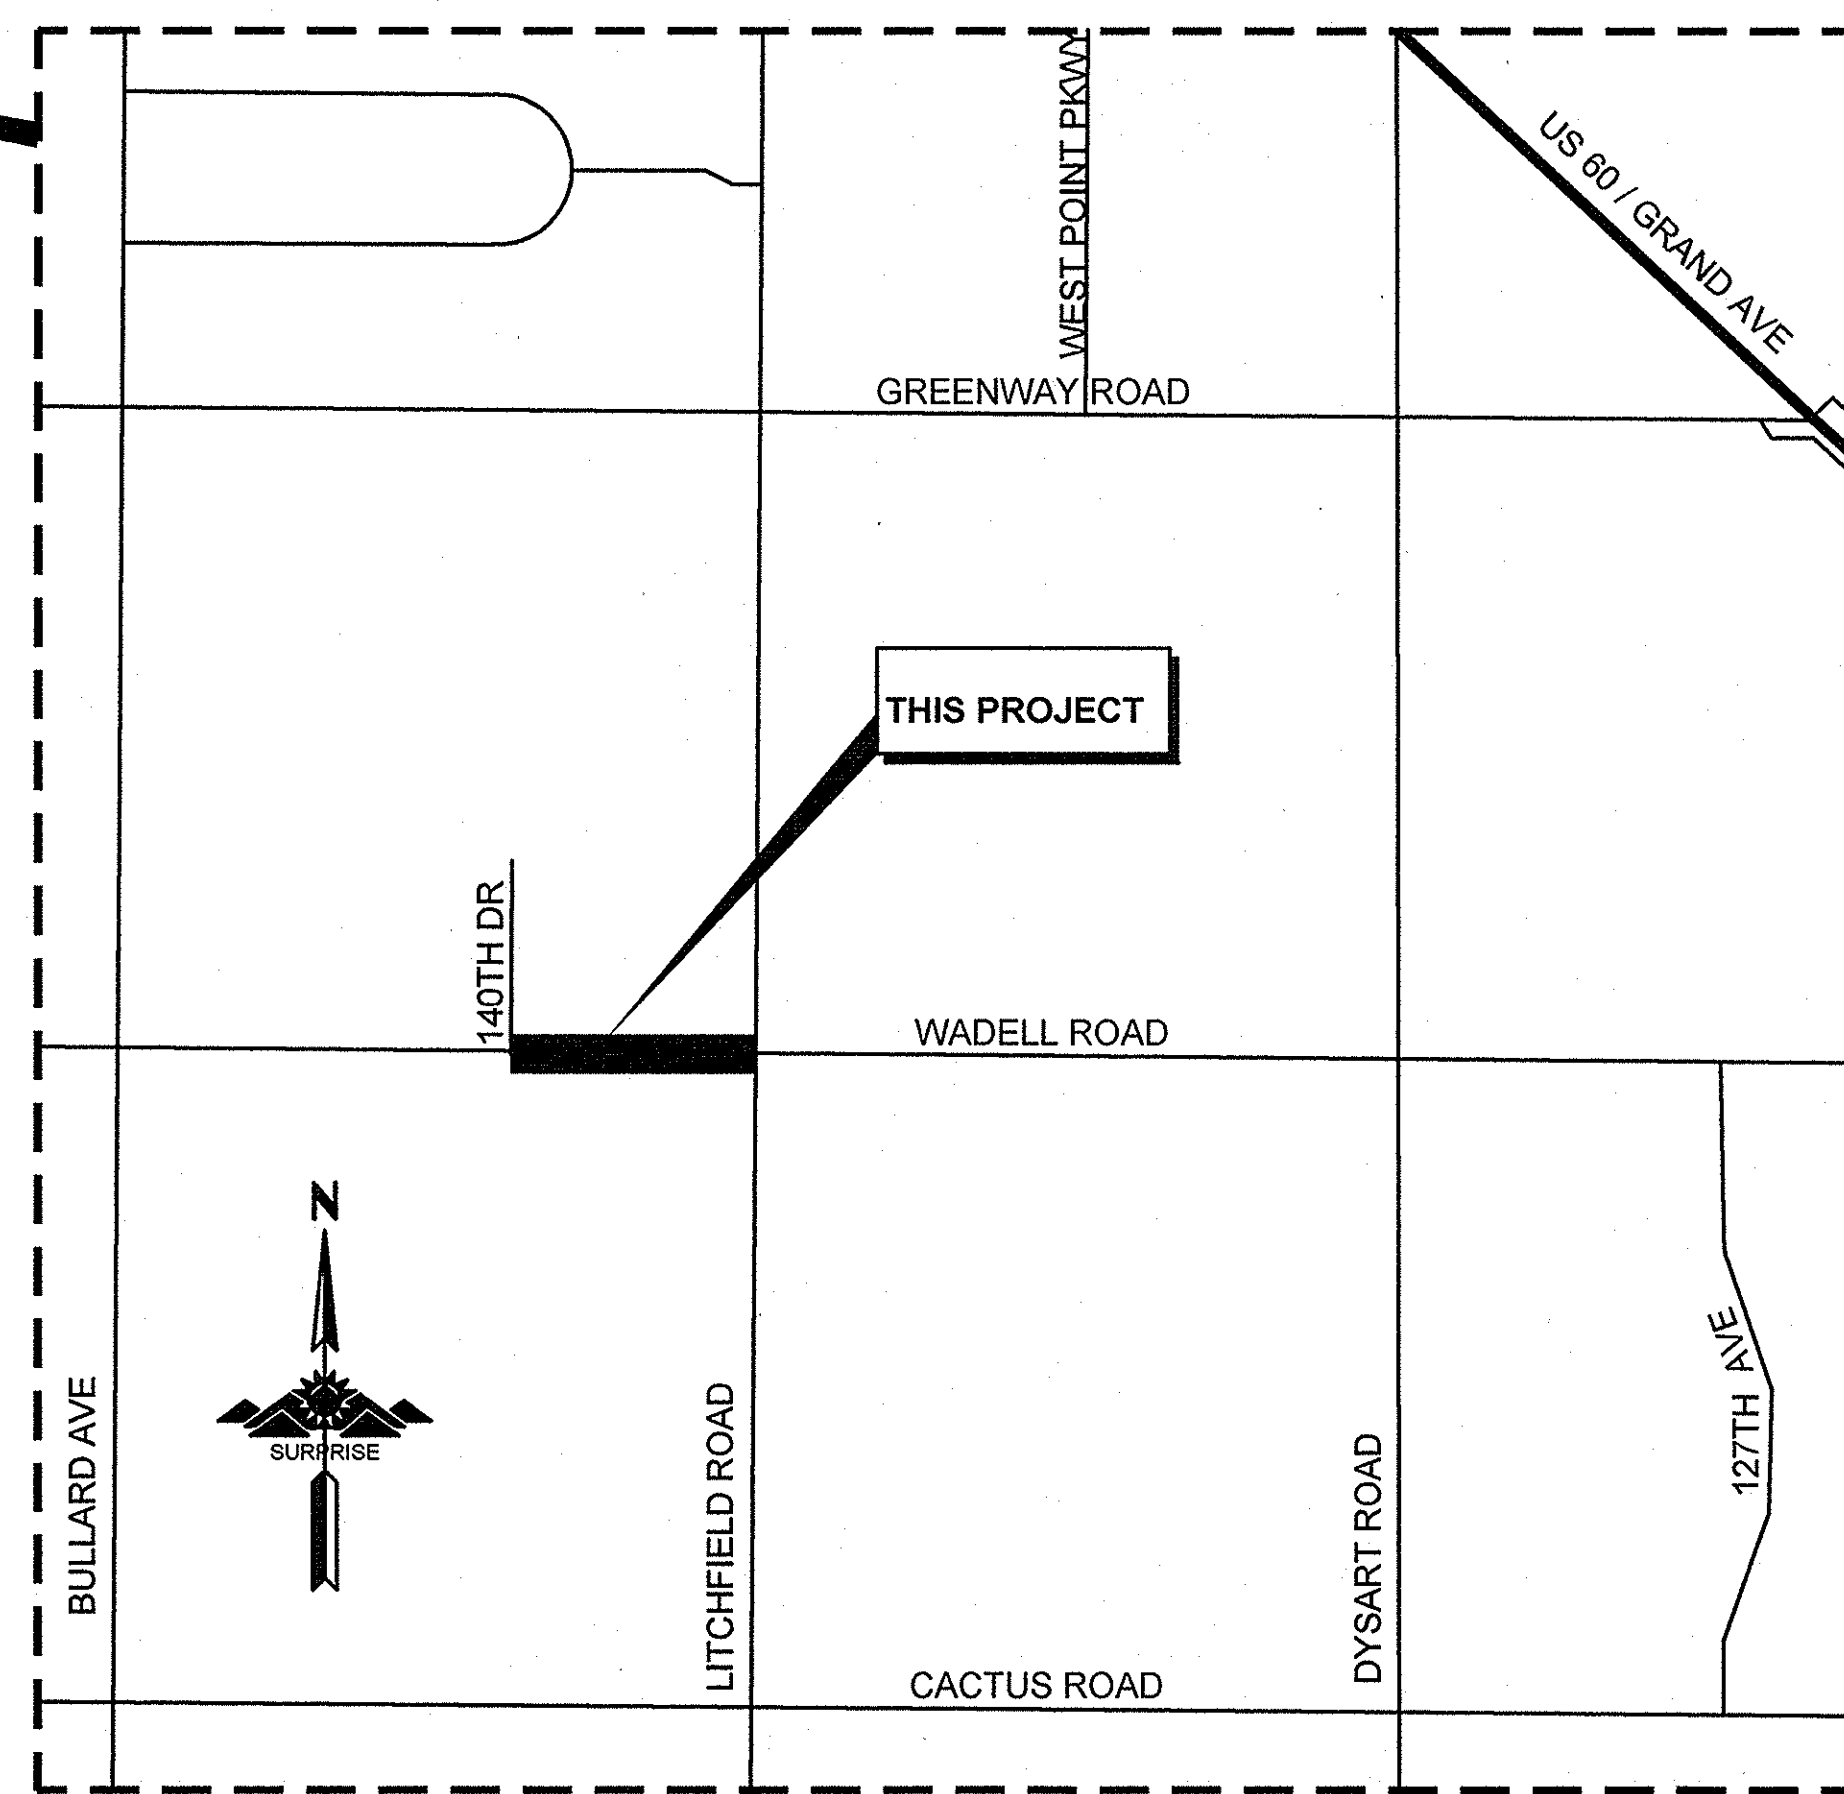 WEST POINT PKWY
US 60 / GRAND AVE
GREENWAY ROAD
THIS PROJECT
140TH DR
WADELL ROAD
N
SURPRISE
BULLARD AVE
LITCHFIELD ROAD
DYSART ROAD
127TH AVE
CACTUS ROAD